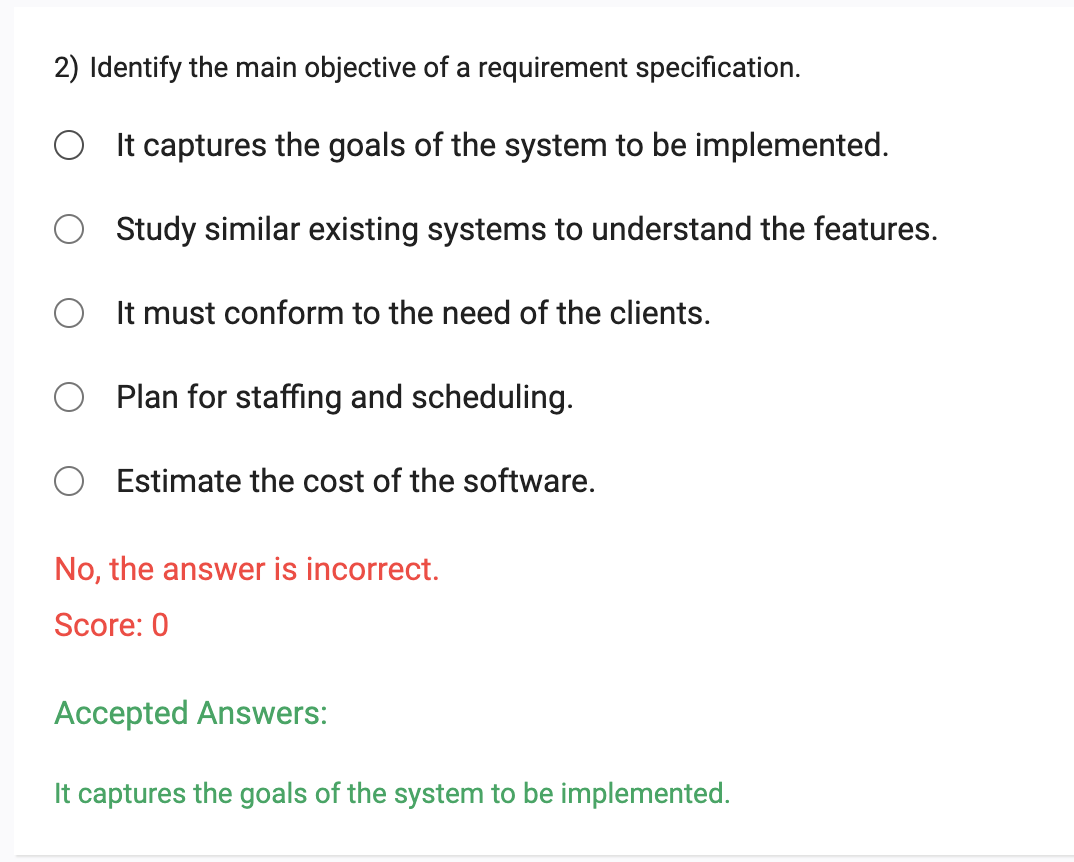 2) Identify the main objective of a requirement specification.
It captures the goals of the system to be implemented.
Study similar existing systems to understand the features.
It must conform to the need of the clients.
Plan for staffing and scheduling.
Estimate the cost of the software.
No, the answer is incorrect.
Score: 0
Accepted Answers:
It captures the goals of the system to be implemented.